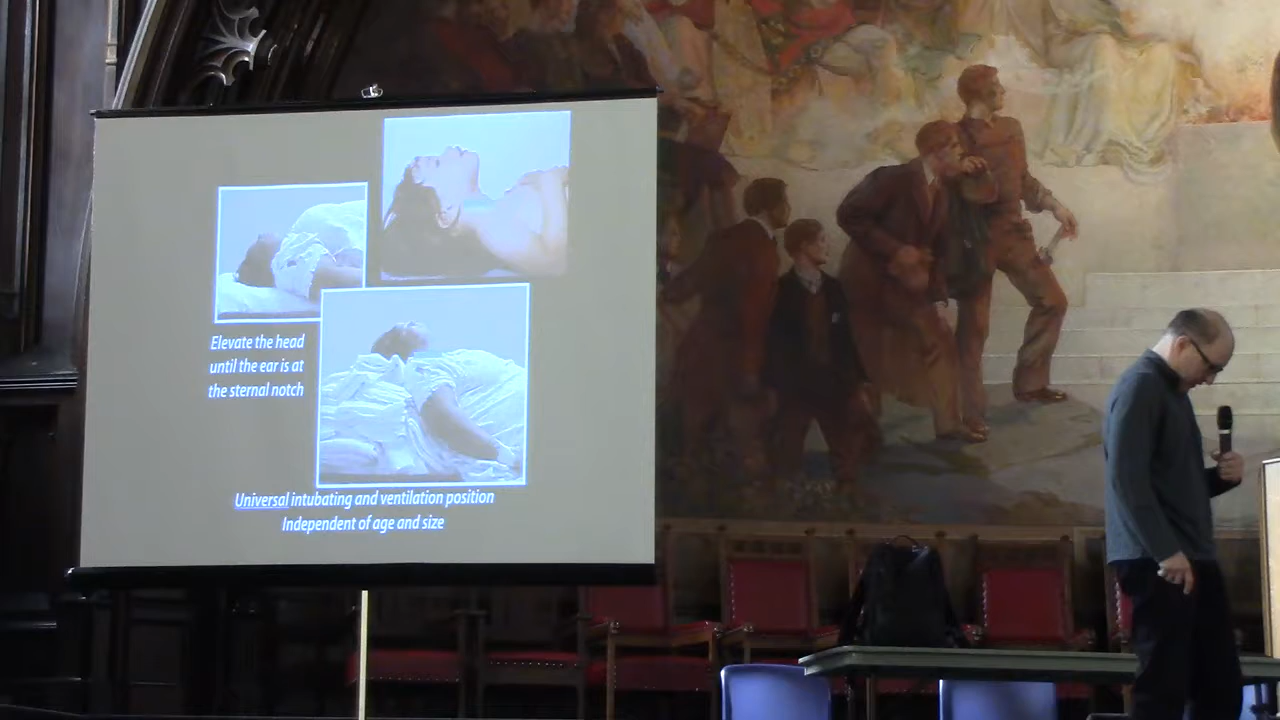 Elevate the head
until the ear is at
the sternal notch
Universal intubating and ventilation position
Independent of age and size